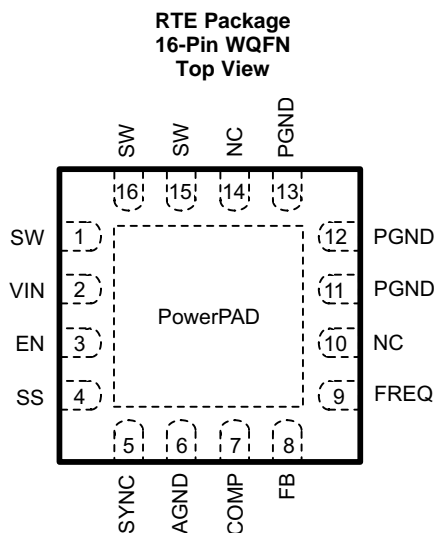 RTE Package
16-Pin WQFN
Top View
SW
SW
NC
PGND
16
15
14
13
SW 1
12 PGND
VIN 2
11 PGND
PowerPAD
EN 3
10 NC
SS 4
9 FREQ
5
6
7
8
SYNC
AGND
COMP
FB